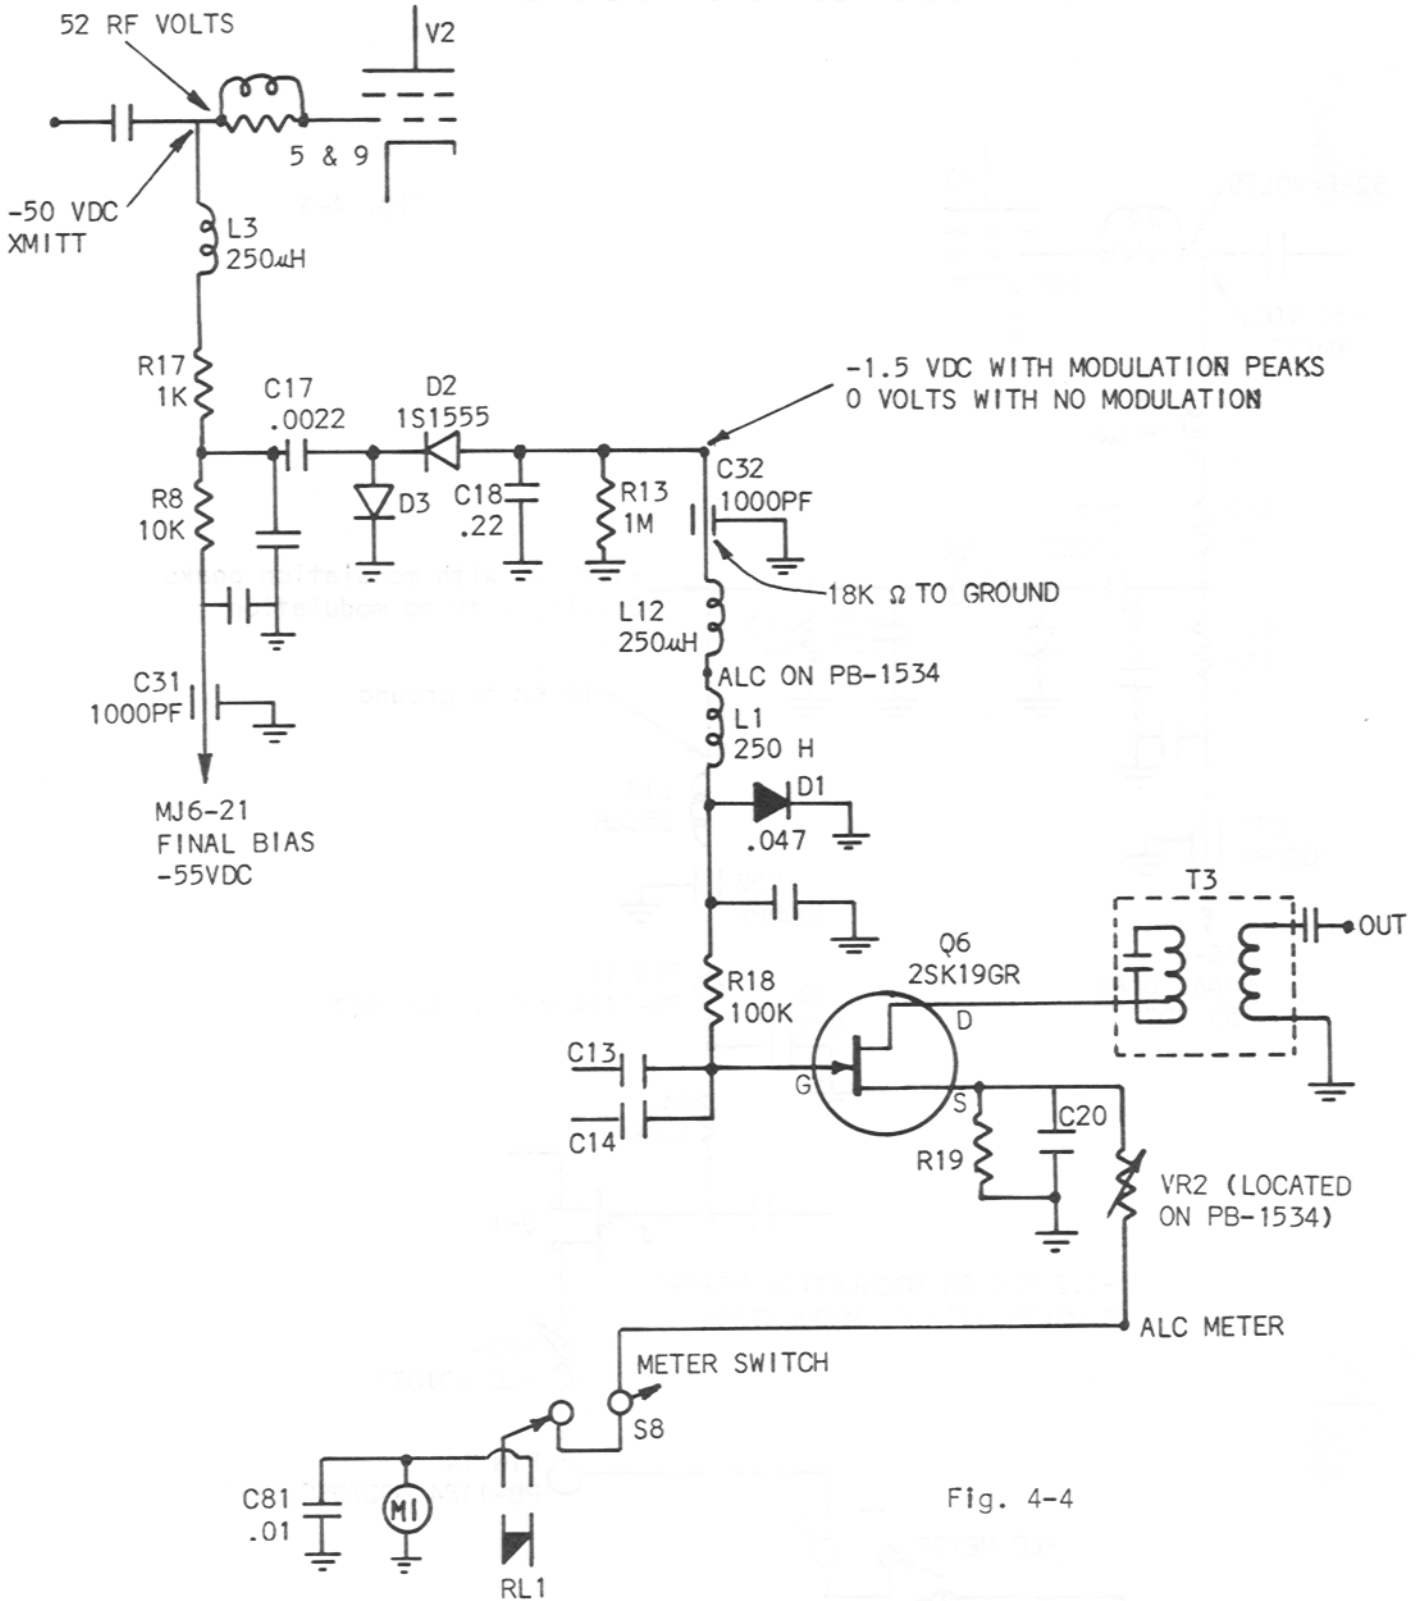 52 RF VOLTS
V2
5 & 9
-50 VDC
XMITT
L3
250µH
R17
1K
C17
.0022
D2
1S1555
-1.5 VDC WITH MODULATION PEAKS
0 VOLTS WITH NO MODULATION
R8
10K
D3
C18
.22
R13
1M
C32
1000PF
18K Ω TO GROUND
L12
250µH
ALC ON PB-1534
C31
1000PF
L1
250 H
D1
.047
MJ6-21
FINAL BIAS
-55VDC
T3
OUT
Q6
2SK19GR
D
R18
100K
C13
G
S
C14
C20
R19
VR2 (LOCATED
ON PB-1534)
ALC METER
METER SWITCH
S8
C81
.01
M1
RL1
Fig. 4-4